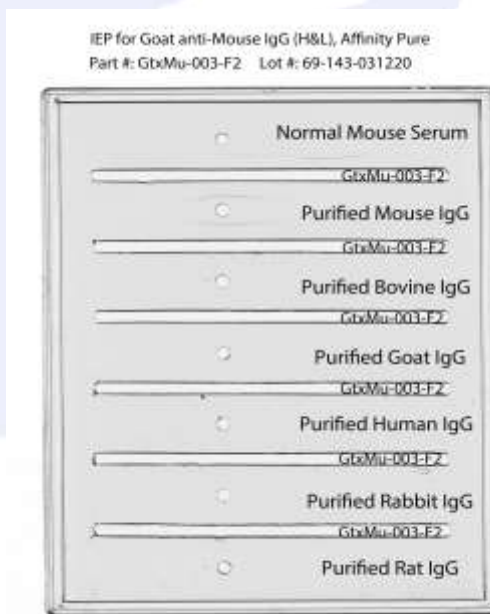 IEP for Goat anti-Mouse IgG (H&L), Affinity Pure
Part #: GtxMu-003-F2 Lot #: 69-143-031220
Normal Mouse Serum
GtxMu-003-F2
Purified Mouse IgG
GtxMu-003-F2
Purified Bovine IgG
GtxMu-003-F2
Purified Goat IgG
GtxMu-003-F2
Purified Human IgG
GtxMu-003-F2
Purified Rabbit IgG
GtxMu-003-F2
Purified Rat IgG